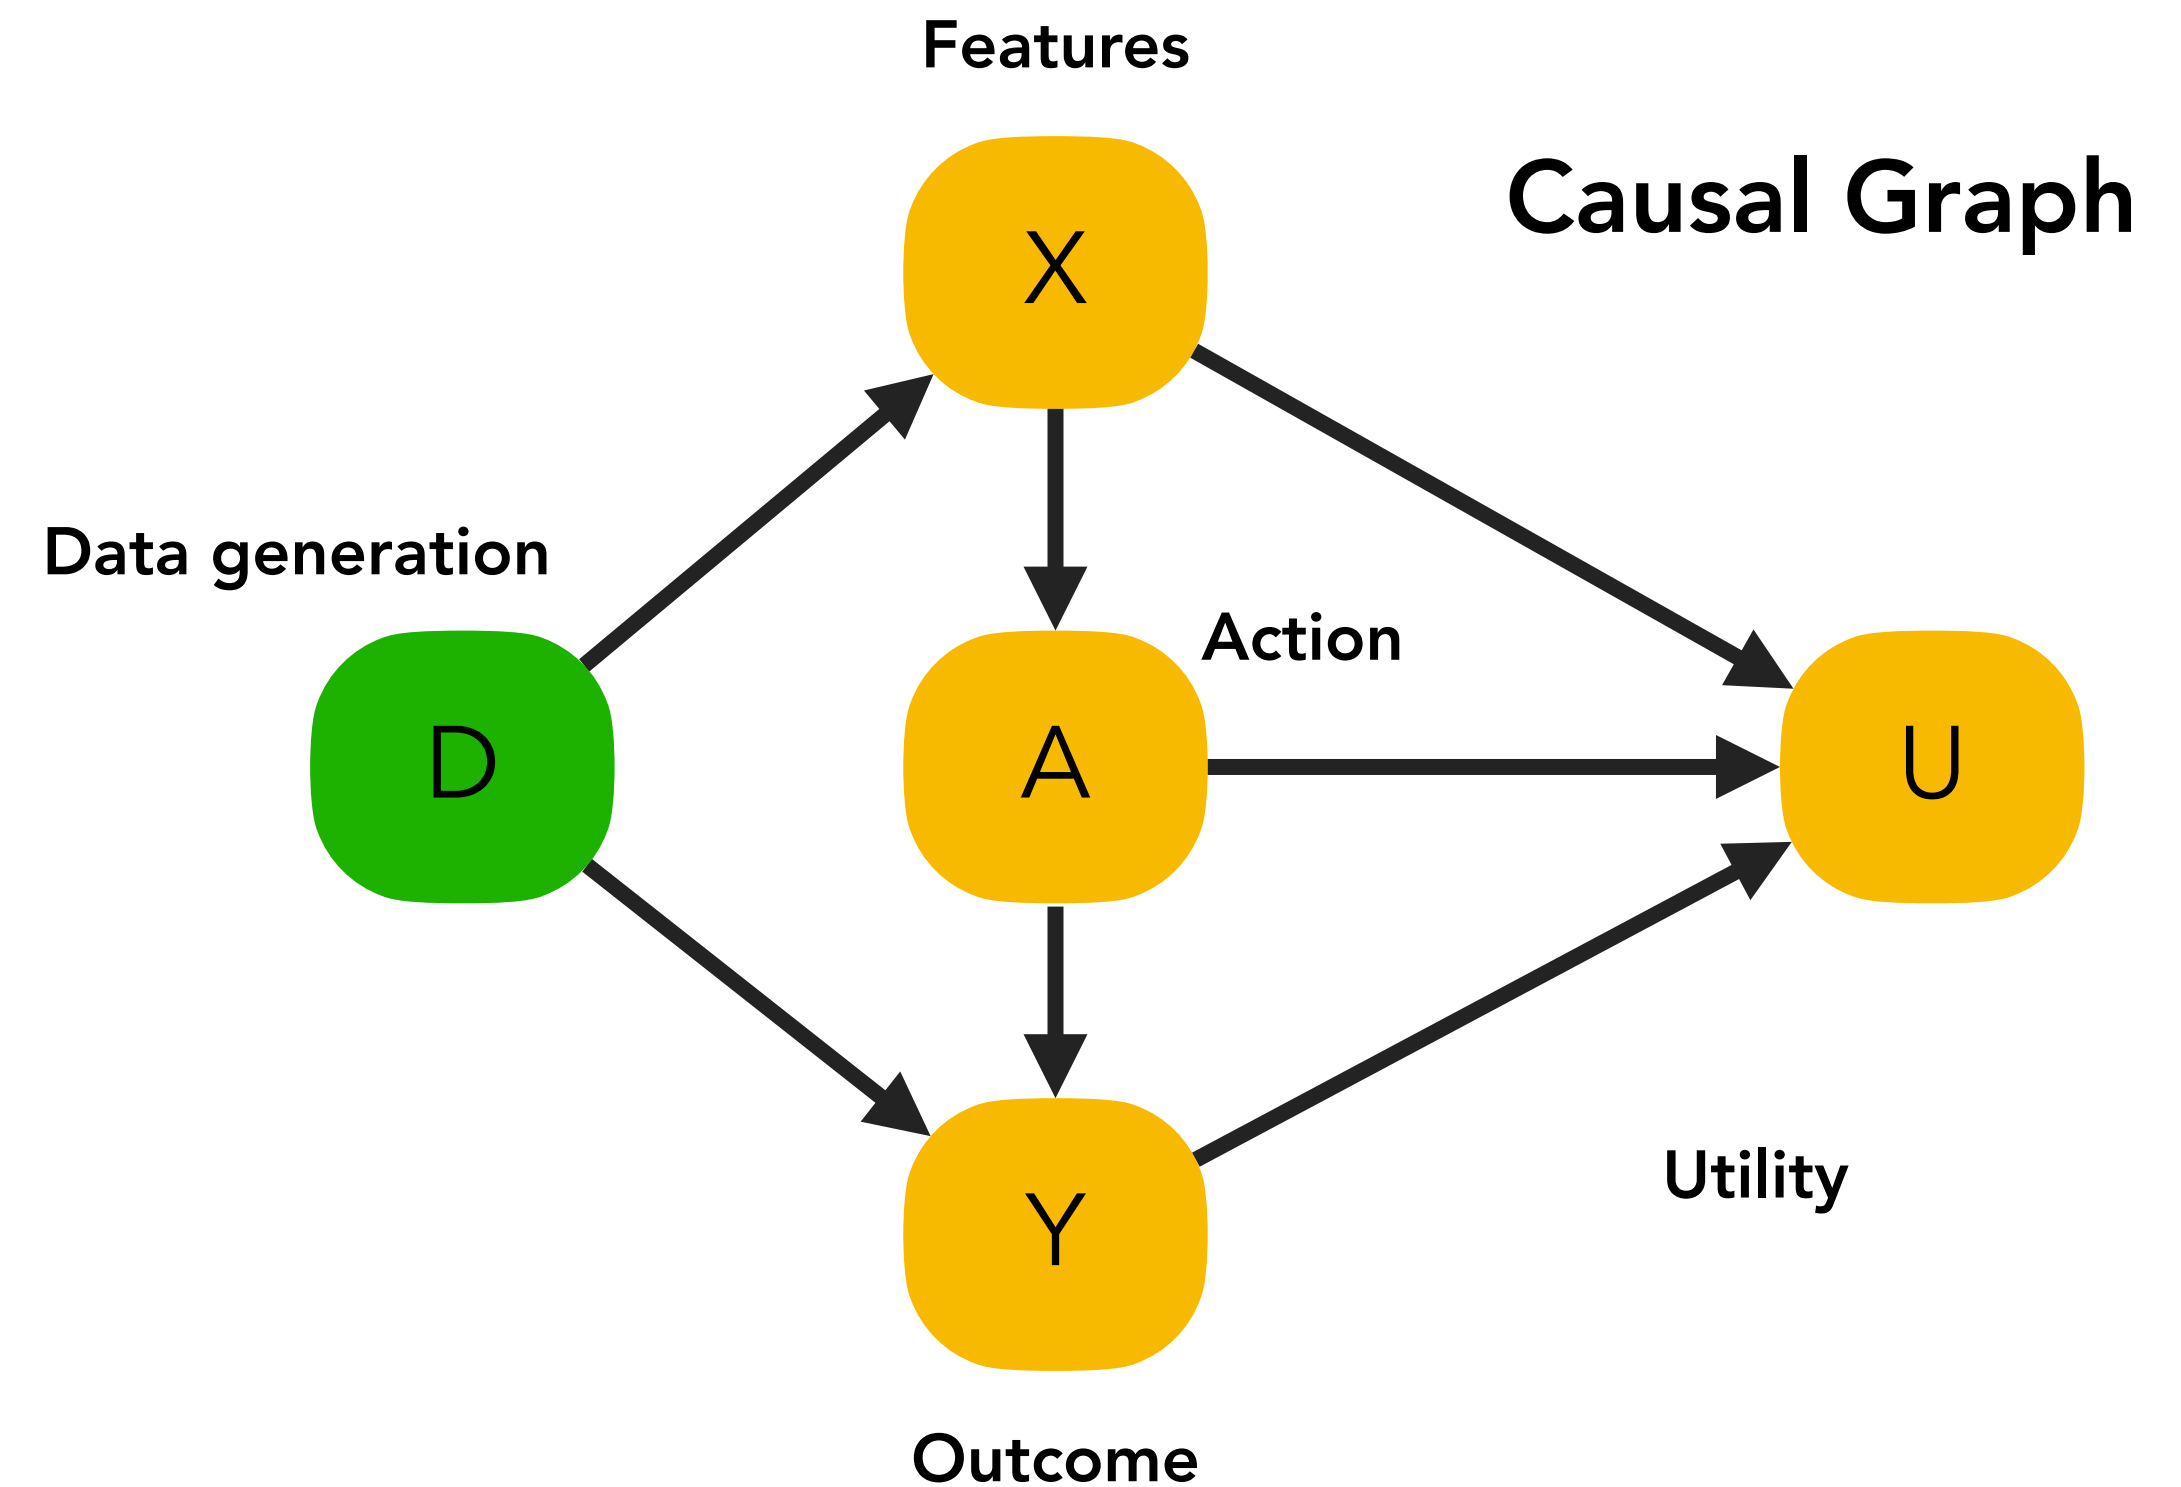 Features
Causal Graph
X
Data generation
Action
D
A
U
Utility
Y
Outcome